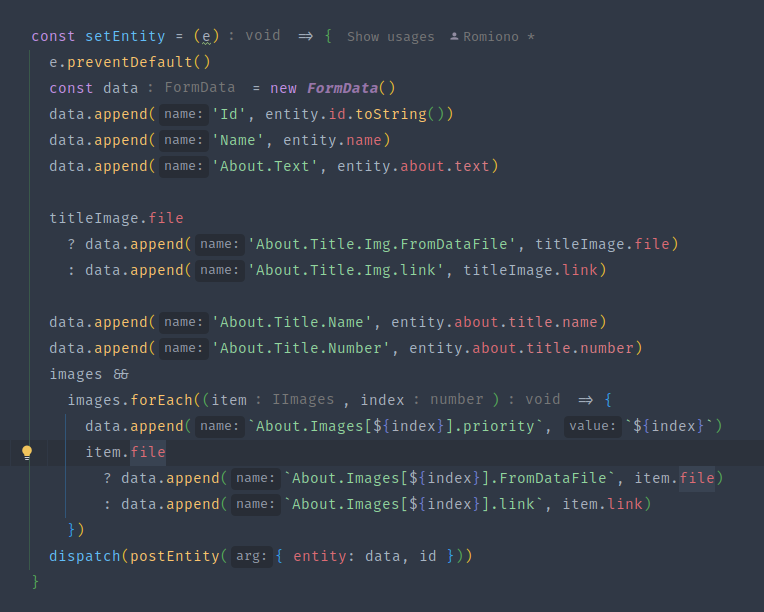 const setEntity = (e) : void => { Show usages Romiono *
e.preventDefault()
const data : FormData = new FormData()
data.append( name: 'Id', entity.id.toString())
data.append( name: 'Name', entity.name)
data.append( name: 'About.Text', entity.about.text)
titleImage.file
? data.append( name: 'About.Title.Img.FromDataFile', titleImage.file)
: data.append( name: 'About.Title.Img.link', titleImage.link)
data.append( name: 'About.Title.Name', entity.about.title.name)
data.append( name: 'About.Title.Number', entity.about.title.number)
images &&
images.forEach((item : IImages , index : number ) : void => {
data.append( name: `About.Images[${index}].priority`, value: `${index}`)
item.file
? data.append( name: `About.Images[${index}].FromDataFile`, item.file)
: data.append( name: `About.Images[${index}].link`, item.link)
})
dispatch(postEntity( arg: { entity: data, id }))
}